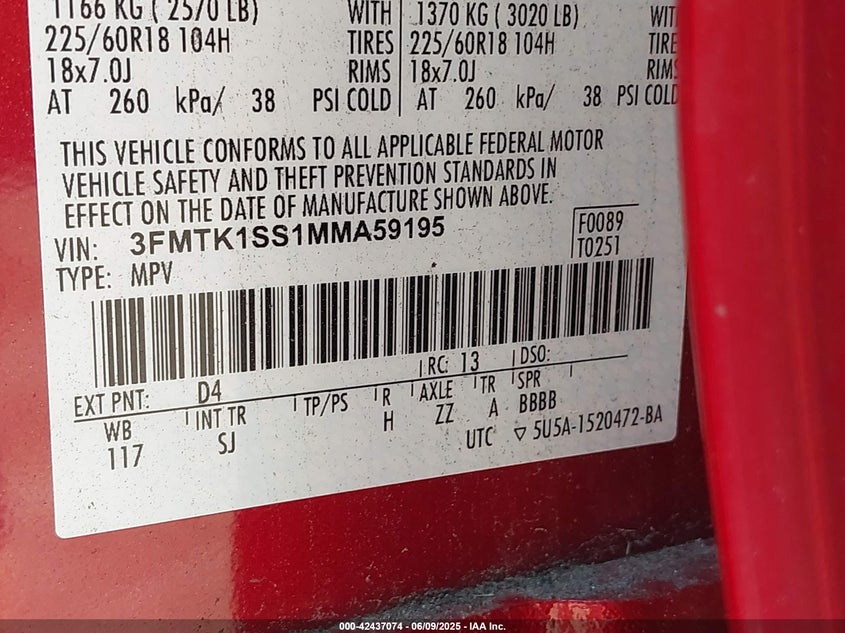 1166 KG ( 2570 LB) WITH 1370 KG ( 3020 LB) WIT
225/60R18 104H TIRES 225/60R18 104H TIRE
18x7.0J RIMS 18x7.0J RIMS
AT 260 kPa/ 38 PSI COLD AT 260 kPa/ 38 PSI COLD
THIS VEHICLE CONFORMS TO ALL APPLICABLE FEDERAL MOTOR
VEHICLE SAFETY AND THEFT PREVENTION STANDARDS IN
EFFECT ON THE DATE OF MANUFACTURE SHOWN ABOVE.
VIN: 3FMTK1SS1MMA59195 F0089
TYPE: MPV T0251
EXT PNT: D4 RC: 13 DSO:
WB INT TR TP/PS R AXLE TR SPR
117 SJ H ZZ A BBBB
UTC ▽ 5U5A-1520472-BA
000-42437074 - 06/09/2025 - IAA Inc.